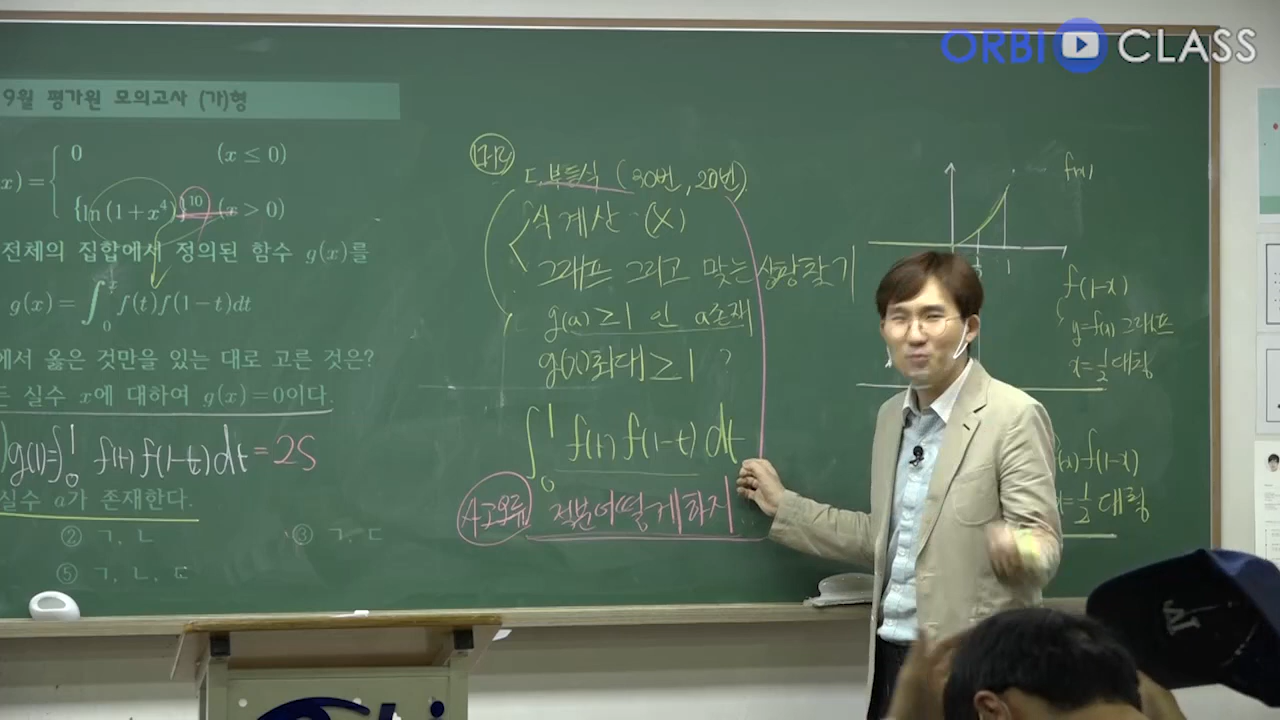 ORBI CLASS
9월 평가원 모의고사 (가)형
x) = { 0 (x ≤ 0)
{ln (1+x⁴)}¹⁰ (x > 0)
전체의 집합에서 정의된 함수 g(x)를
g(x) = ∫₀ˣ f(t)f(1−t)dt
에서 옳은 것만을 있는 대로 고른 것은?
든 실수 x에 대하여 g(x)=0이다.
g(1)=∫₀¹ f(t) f(1-t) dt = 2S
실수 a가 존재한다.
② ㄱ, ㄴ
③ ㄱ, ㄷ
⑤ ㄱ, ㄴ, ㄷ
ㄷ. 부등식 (30번, 20번)
식 계산 (X)
그래프 그리고 맞는 상황찾기
g(a) ≥ 1 인 a존재
g(x)최대 ≥ 1 ?
∫₀¹ f(t) f(1-t) dt
사고오류 적분어떻게하지
f(x)
1
f(1-x)
y=f(x) 그래프
x=1/2 대칭
f(1-x)
=1/2 대칭